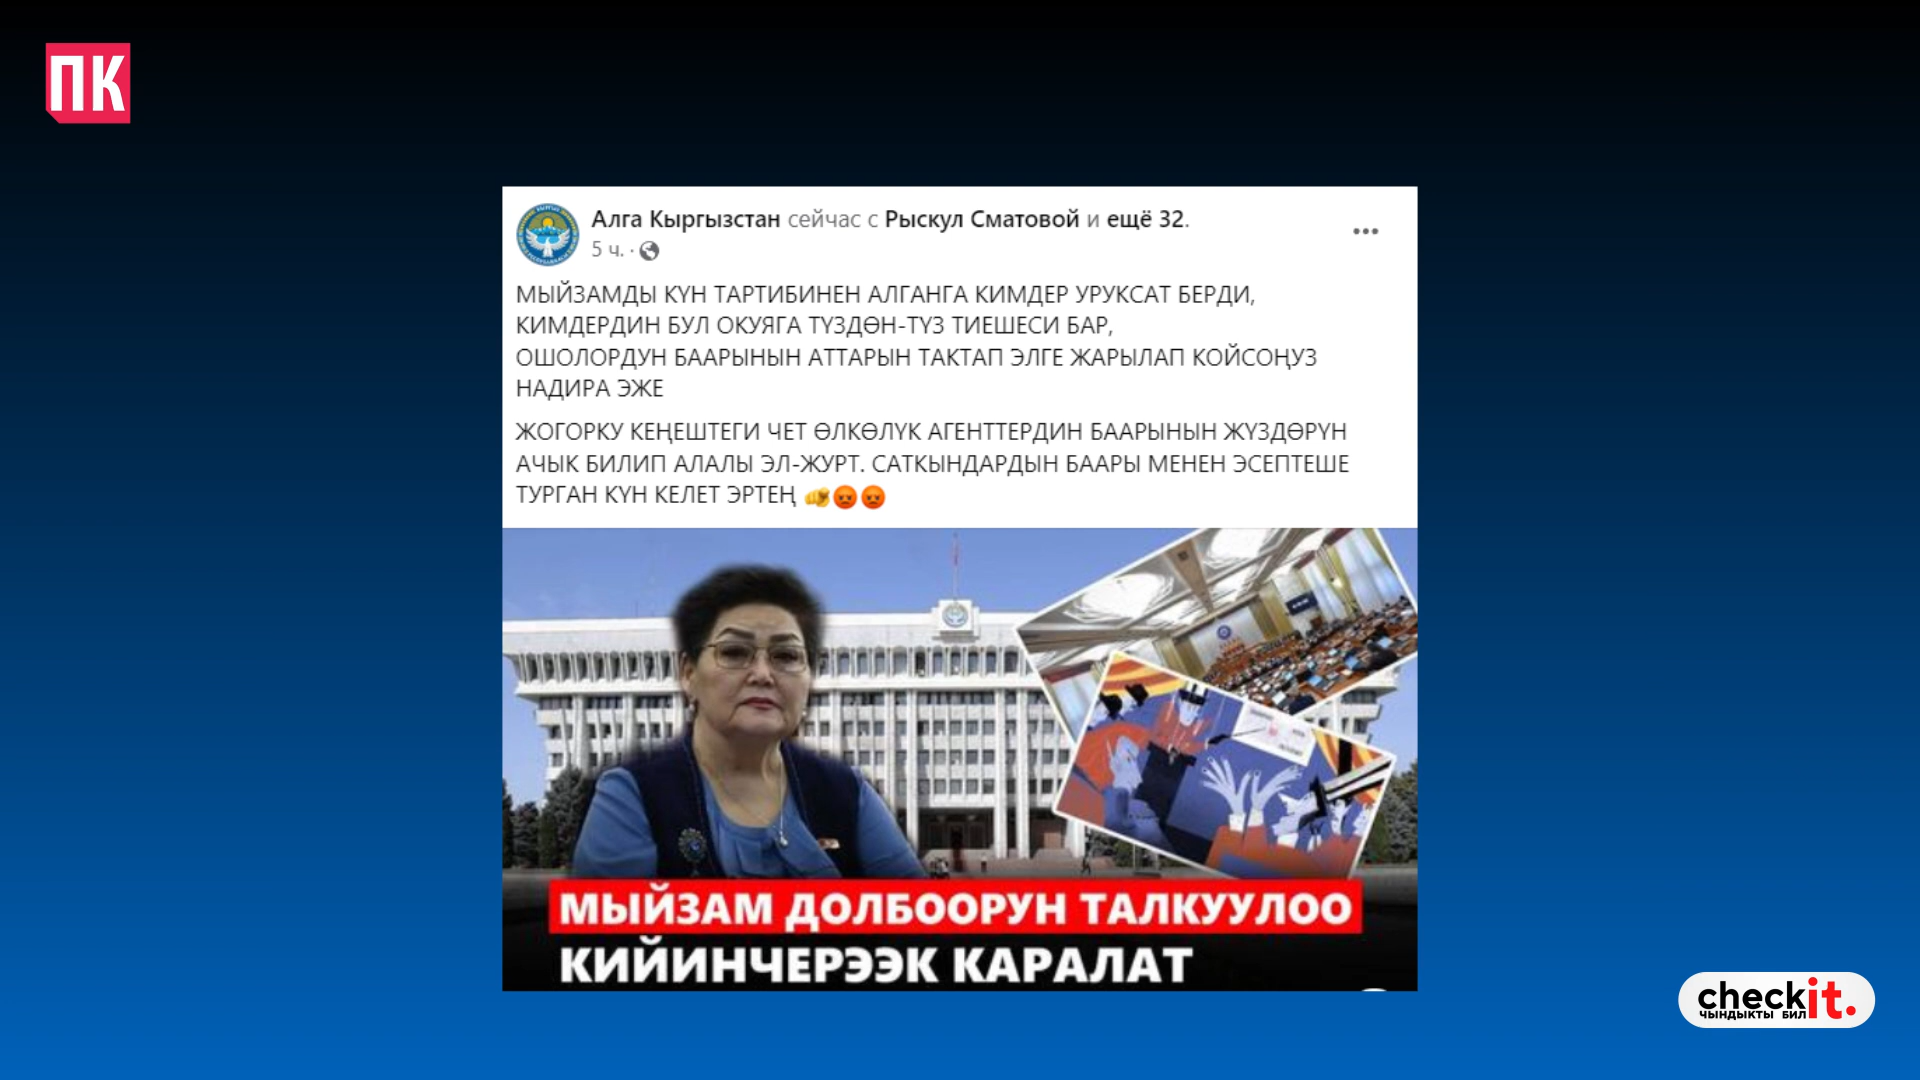 ПК
Алга Кыргызстан сейчас с Рыскул Сматовой и ещё 32.
5 ч. ·
МЫЙЗАМДЫ КҮН ТАРТИБИНЕН АЛГАНГА КИМДЕР УРУКСАТ БЕРДИ,
КИМДЕРДИН БУЛ ОКУЯГА ТҮЗДӨН-ТҮЗ ТИЕШЕСИ БАР,
ОШОЛОРДУН БААРЫНЫН АТТАРЫН ТАКТАП ЭЛГЕ ЖАРЫЛАП КОЙСОҢУЗ
НАДИРА ЭЖЕ
ЖОГОРКУ КЕҢЕШТЕГИ ЧЕТ ӨЛКӨЛҮК АГЕНТТЕРДИН БААРЫНЫН ЖҮЗДӨРҮН
АЧЫК БИЛИП АЛАЛЫ ЭЛ-ЖУРТ. САТКЫНДАРДЫН БААРЫ МЕНЕН ЭСЕПТЕШЕ
ТУРГАН КҮН КЕЛЕТ ЭРТЕҢ 🫵😡😡
МЫЙЗАМ ДОЛБООРУН ТАЛКУУЛОО
КИЙИНЧЕРЭЭК КАРАЛАТ
checkit.
ЧЫНДЫКТЫ БИЛ